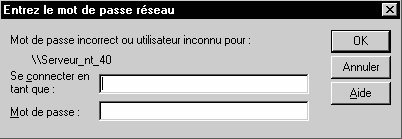 Entrez le mot de passe réseau
Mot de passe incorrect ou utilisateur inconnu pour :
\\Serveur_nt_40
Se connecter en
tant que :
Mot de passe :
OK
Annuler
Aide